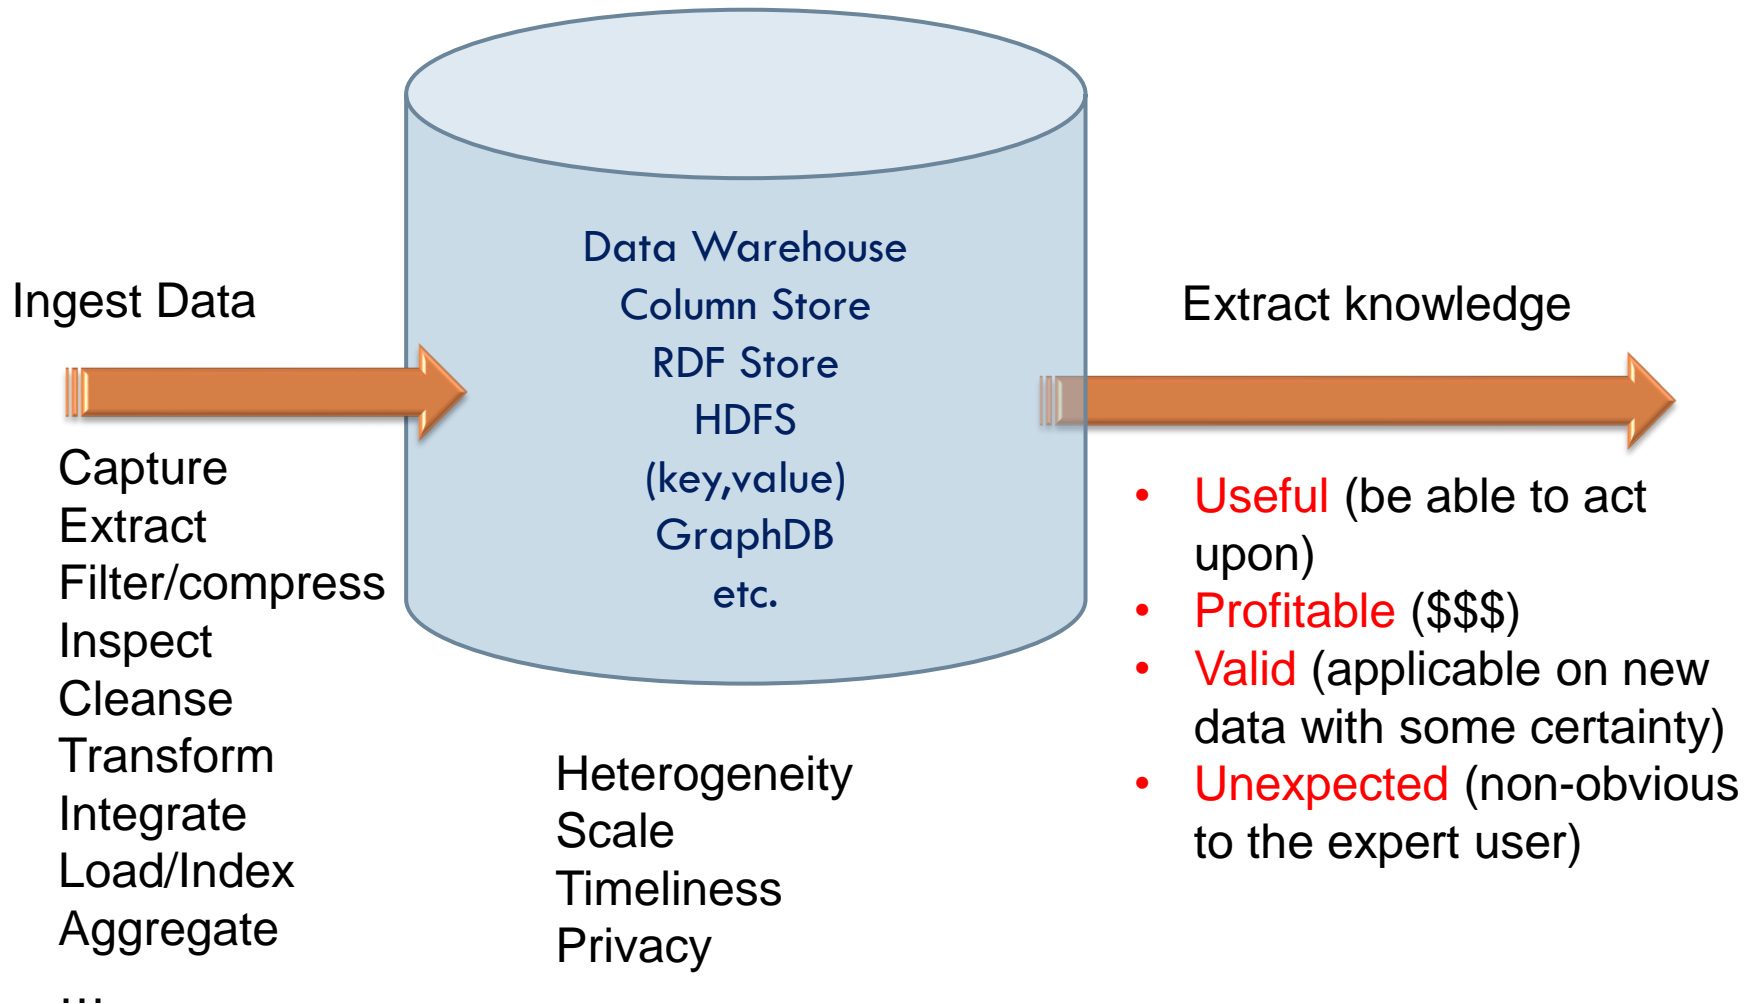 Ingest Data
Capture
Extract
Filter/compress
Inspect
Cleanse
Transform
Integrate
Load/Index
Aggregate
...
Data Warehouse
Column Store
RDF Store
HDFS
(key,value)
GraphDB
etc.
Heterogeneity
Scale
Timeliness
Privacy
Extract knowledge
• Useful (be able to act
upon)
• Profitable ($$$)
• Valid (applicable on new
data with some certainty)
• Unexpected (non-obvious
to the expert user)